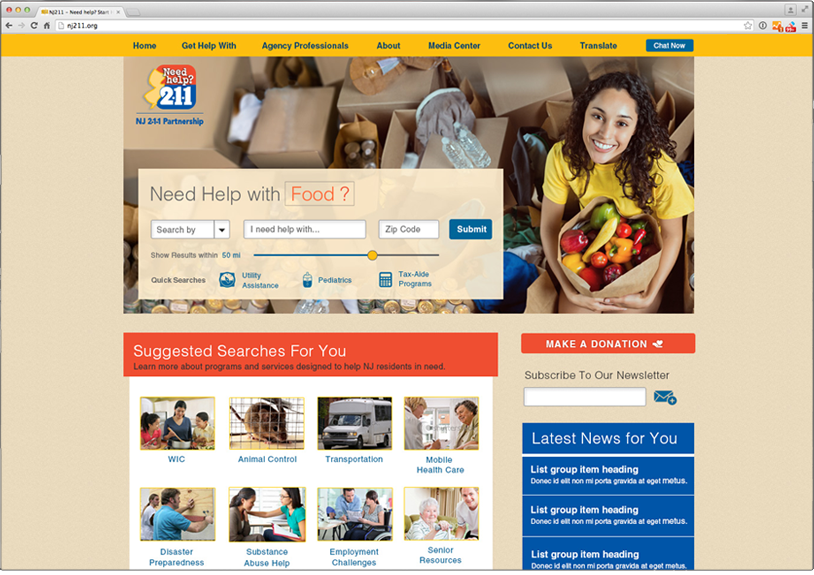 NJ211 - Need help? Start
nj211.org
Home
Get Help With
Agency Professionals
About
Media Center
Contact Us
Translate
Chat Now
Need
help?
211
NJ 211 Partnership
Need Help with Food ?
Search by
I need help with...
Zip Code
Submit
Show Results within 50 mi
Quick Searches
Utility
Assistance
Pediatrics
Tax-Aide
Programs
Suggested Searches For You
Learn more about programs and services designed to help NJ residents in need.
WIC
Animal Control
Transportation
Mobile
Health Care
Disaster
Preparedness
Substance
Abuse Help
Employment
Challenges
Senior
Resources
MAKE A DONATION
Subscribe To Our Newsletter
Latest News for You
List group item heading
Donec id elit non mi porta gravida at eget metus.
List group item heading
Donec id elit non mi porta gravida at eget metus.
List group item heading
Donec id elit non mi porta gravida at eget metus.